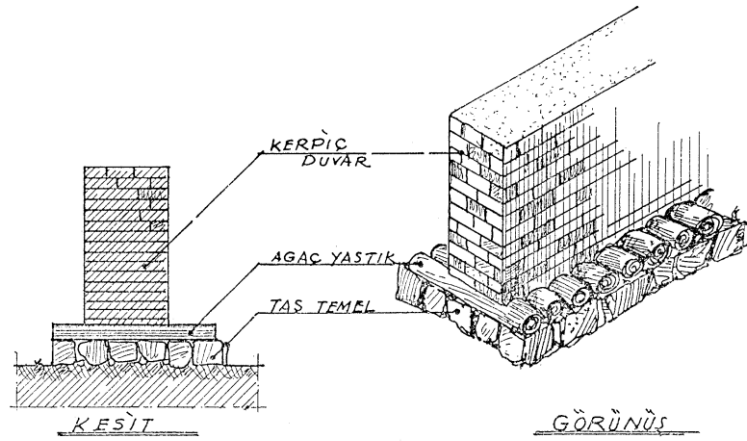 KERPİÇ
DUVAR
AGAÇ YASTIK
TAŞ TEMEL
KESİT
GÖRÜNÜŞ